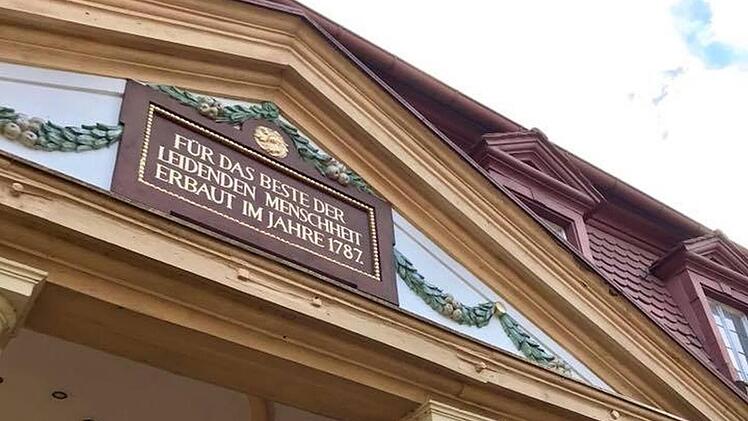 FÜR DAS BESTE DER
LEIDENDEN MENSCHHEIT
ERBAUT IM JAHRE 1787.